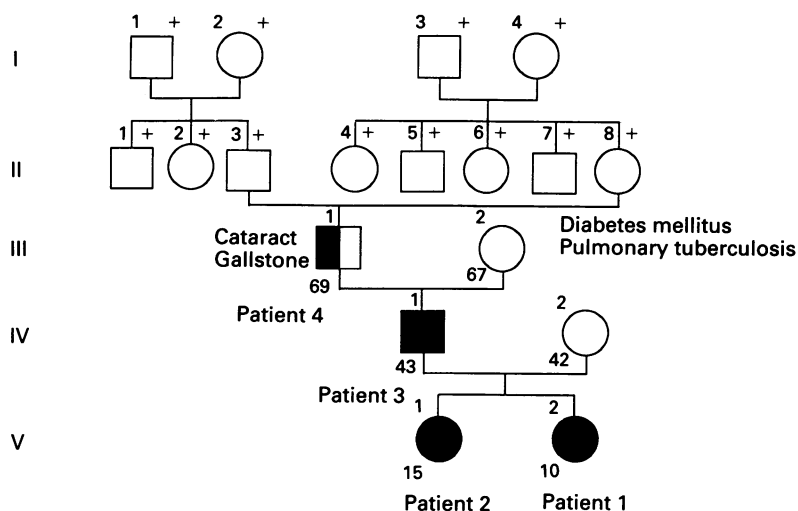 1 + 2 + 3 + 4 +
I
1 + 2 + 3 + 4 + 5 + 6 + 7 + 8 +
II
1 2
Cataract
Gallstone
Diabetes mellitus
Pulmonary tuberculosis
III
69 67
Patient 4
1 2
IV
43 42
Patient 3
1 2
V
15 10
Patient 2 Patient 1